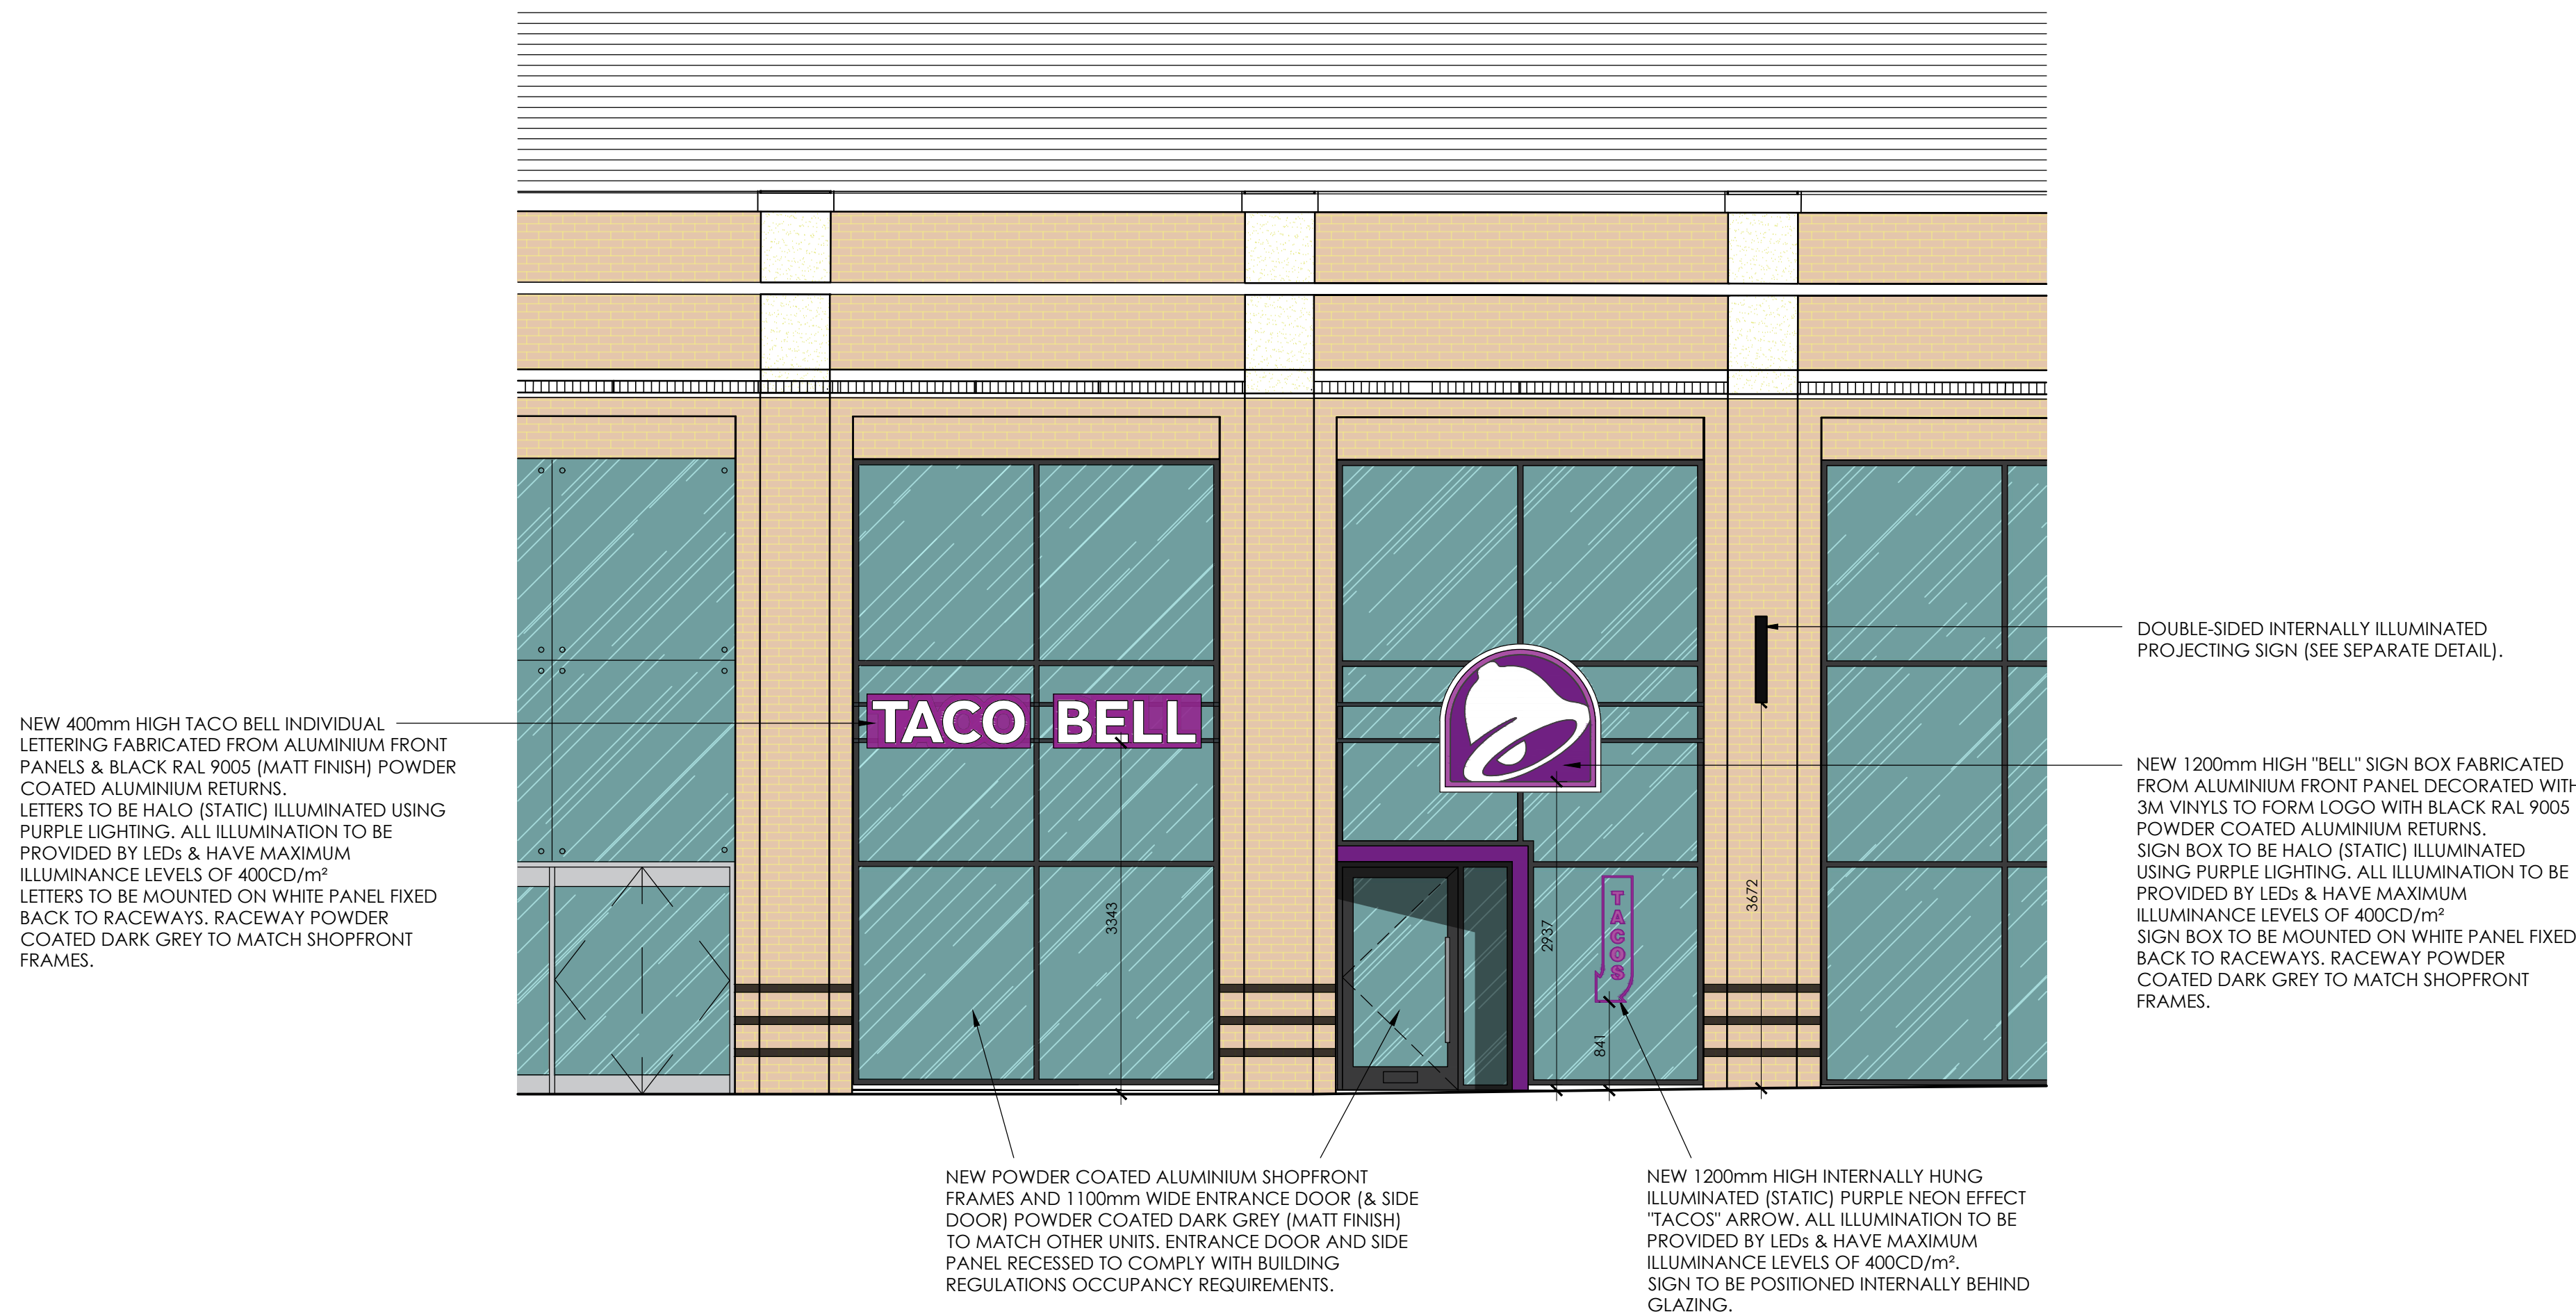 DOUBLE-SIDED INTERNALLY ILLUMINATED
PROJECTING SIGN (SEE SEPARATE DETAIL).
NEW 400mm HIGH TACO BELL INDIVIDUAL
LETTERING FABRICATED FROM ALUMINIUM FRONT
PANELS & BLACK RAL 9005 (MATT FINISH) POWDER
COATED ALUMINIUM RETURNS.
LETTERS TO BE HALO (STATIC) ILLUMINATED USING
PURPLE LIGHTING. ALL ILLUMINATION TO BE
PROVIDED BY LEDs & HAVE MAXIMUM
ILLUMINANCE LEVELS OF 400CD/m²
LETTERS TO BE MOUNTED ON WHITE PANEL FIXED
BACK TO RACEWAYS. RACEWAY POWDER
COATED DARK GREY TO MATCH SHOPFRONT
FRAMES.
TACO BELL
NEW 1200mm HIGH "BELL" SIGN BOX FABRICATED
FROM ALUMINIUM FRONT PANEL DECORATED WITH
3M VINYLS TO FORM LOGO WITH BLACK RAL 9005
POWDER COATED ALUMINIUM RETURNS.
SIGN BOX TO BE HALO (STATIC) ILLUMINATED
USING PURPLE LIGHTING. ALL ILLUMINATION TO BE
PROVIDED BY LEDs & HAVE MAXIMUM
ILLUMINANCE LEVELS OF 400CD/m²
SIGN BOX TO BE MOUNTED ON WHITE PANEL FIXED
BACK TO RACEWAYS. RACEWAY POWDER
COATED DARK GREY TO MATCH SHOPFRONT
FRAMES.
3343
2937
TACOS
841
3672
NEW POWDER COATED ALUMINIUM SHOPFRONT
FRAMES AND 1100mm WIDE ENTRANCE DOOR (& SIDE
DOOR) POWDER COATED DARK GREY (MATT FINISH)
TO MATCH OTHER UNITS. ENTRANCE DOOR AND SIDE
PANEL RECESSED TO COMPLY WITH BUILDING
REGULATIONS OCCUPANCY REQUIREMENTS.
NEW 1200mm HIGH INTERNALLY HUNG
ILLUMINATED (STATIC) PURPLE NEON EFFECT
"TACOS" ARROW. ALL ILLUMINATION TO BE
PROVIDED BY LEDs & HAVE MAXIMUM
ILLUMINANCE LEVELS OF 400CD/m².
SIGN TO BE POSITIONED INTERNALLY BEHIND
GLAZING.